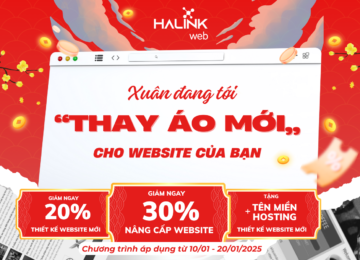 HALINK
web
Xuân đang tới
“THAY ÁO MỚI„
CHO WEBSITE CỦA BẠN
GIẢM NGAY
20%
THIẾT KẾ WEBSITE MỚI
GIẢM NGAY
30%
NÂNG CẤP WEBSITE
TẶNG
+ TÊN MIỀN
HOSTING
THIẾT KẾ WEBSITE MỚI
Chương trình áp dụng từ 10/01 - 20/01/2025